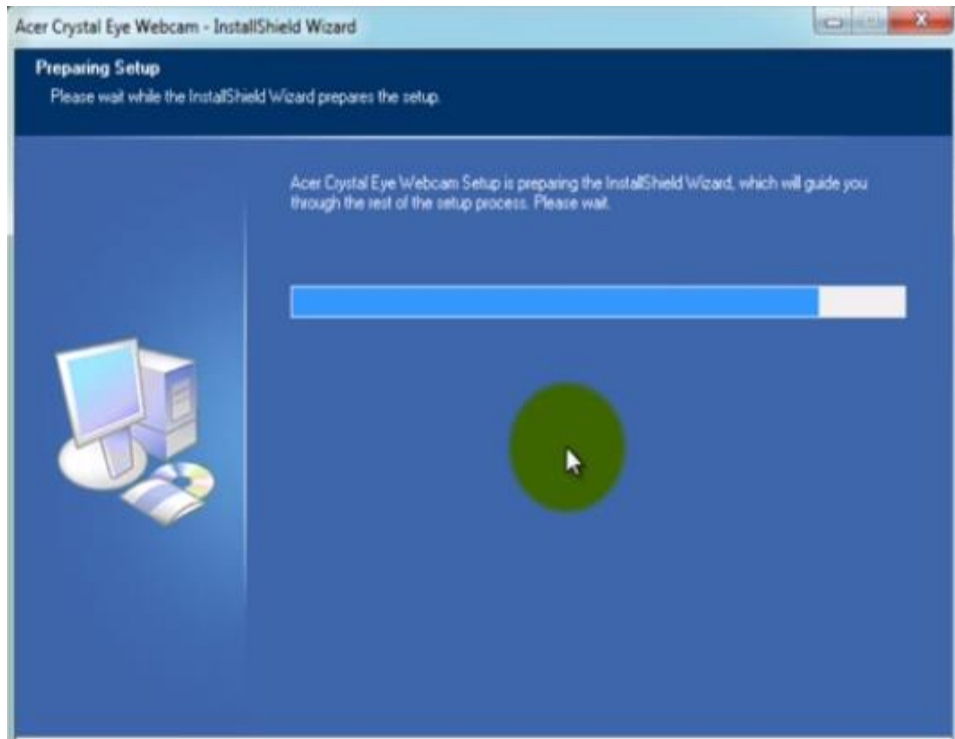 Acer Crystal Eye Webcam - InstallShield Wizard
Preparing Setup
Please wait while the InstallShield Wizard prepares the setup.
Acer Crystal Eye Webcam Setup is preparing the InstallShield Wizard, which will guide you
through the rest of the setup process. Please wait.